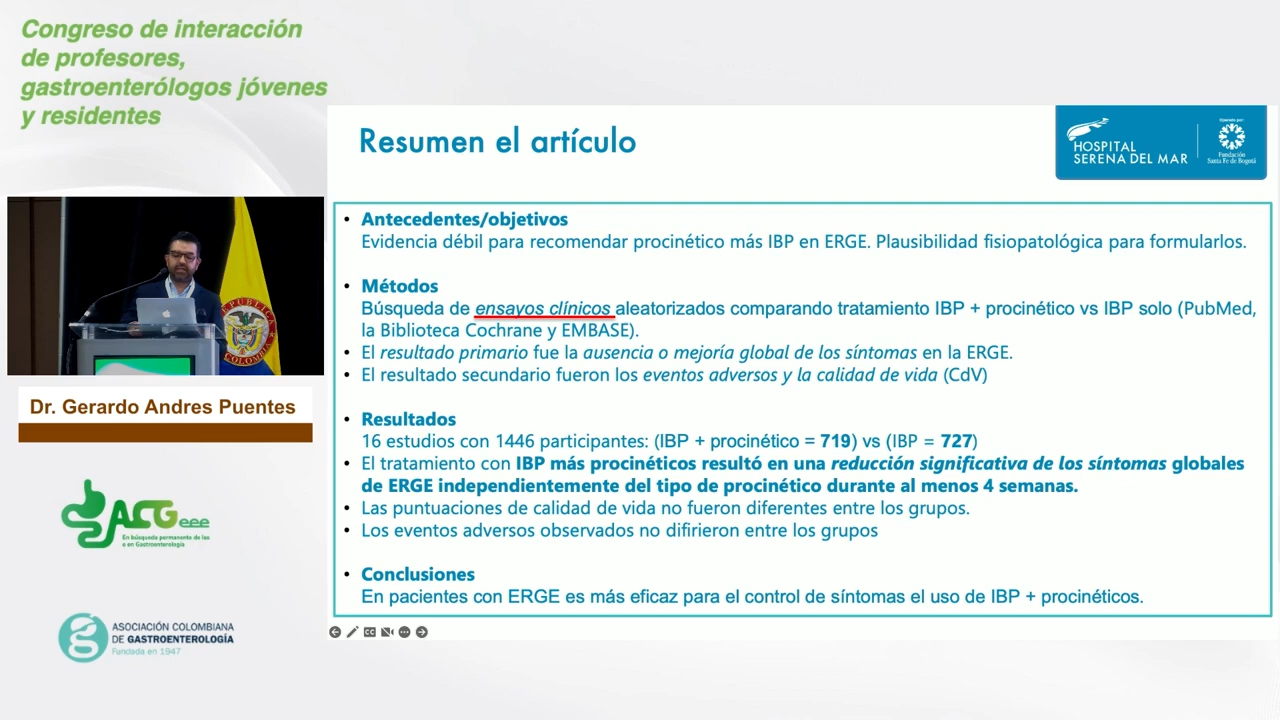 Congreso de interacción
de profesores,
gastroenterólogos jóvenes
y residentes
Resumen el artículo
HOSPITAL
SERENA DEL MAR
Operado por:
Fundación
Santa Fe de Bogotá
• Antecedentes/objetivos
Evidencia débil para recomendar procinético más IBP en ERGE. Plausibilidad fisiopatológica para formularlos.
• Métodos
Búsqueda de ensayos clínicos aleatorizados comparando tratamiento IBP + procinético vs IBP solo (PubMed,
la Biblioteca Cochrane y EMBASE).
• El resultado primario fue la ausencia o mejoría global de los síntomas en la ERGE.
• El resultado secundario fueron los eventos adversos y la calidad de vida (CdV)
• Resultados
16 estudios con 1446 participantes: (IBP + procinético = 719) vs (IBP = 727)
• El tratamiento con IBP más procinéticos resultó en una reducción significativa de los síntomas globales
de ERGE independientemente del tipo de procinético durante al menos 4 semanas.
• Las puntuaciones de calidad de vida no fueron diferentes entre los grupos.
• Los eventos adversos observados no difirieron entre los grupos
• Conclusiones
En pacientes con ERGE es más eficaz para el control de síntomas el uso de IBP + procinéticos.
REPÚBLICA
COLOMBIA
Dr. Gerardo Andres Puentes
ACGeee
En búsqueda permanente de las
e en Gastroenterología
ASOCIACIÓN COLOMBIANA
DE GASTROENTEROLOGÍA
Fundada en 1947